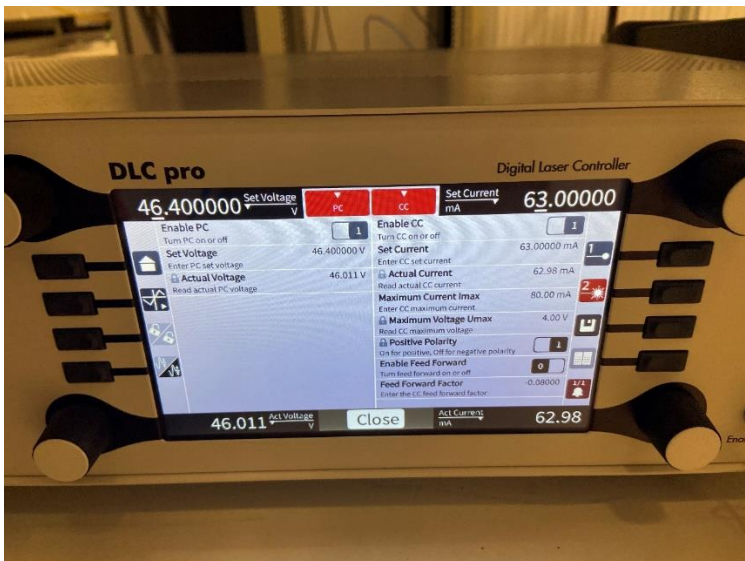 DLC pro
Digital Laser Controller
46.400000 Set Voltage V
PC
CC
Set Current mA 63.00000
Enable PC
Turn PC on or off
1
Set Voltage
46.400000 V
Enter PC set voltage
Actual Voltage
46.011 V
Read actual PC voltage
Enable CC
Turn CC on or off
1
Set Current
63.00000 mA
Enter CC set current
Actual Current
62.98 mA
Read actual CC current
Maximum Current Imax
80.00 mA
Enter CC maximum current
Maximum Voltage Umax
4.00 V
Read CC maximum voltage
Positive Polarity
On for positive, Off for negative polarity
1
Enable Feed Forward
Turn feed forward on or off
0
Feed Forward Factor
-0.08000
Enter the CC feed forward factor
1
2
1/1
46.011 Act Voltage V
Close
Act Current mA 62.98